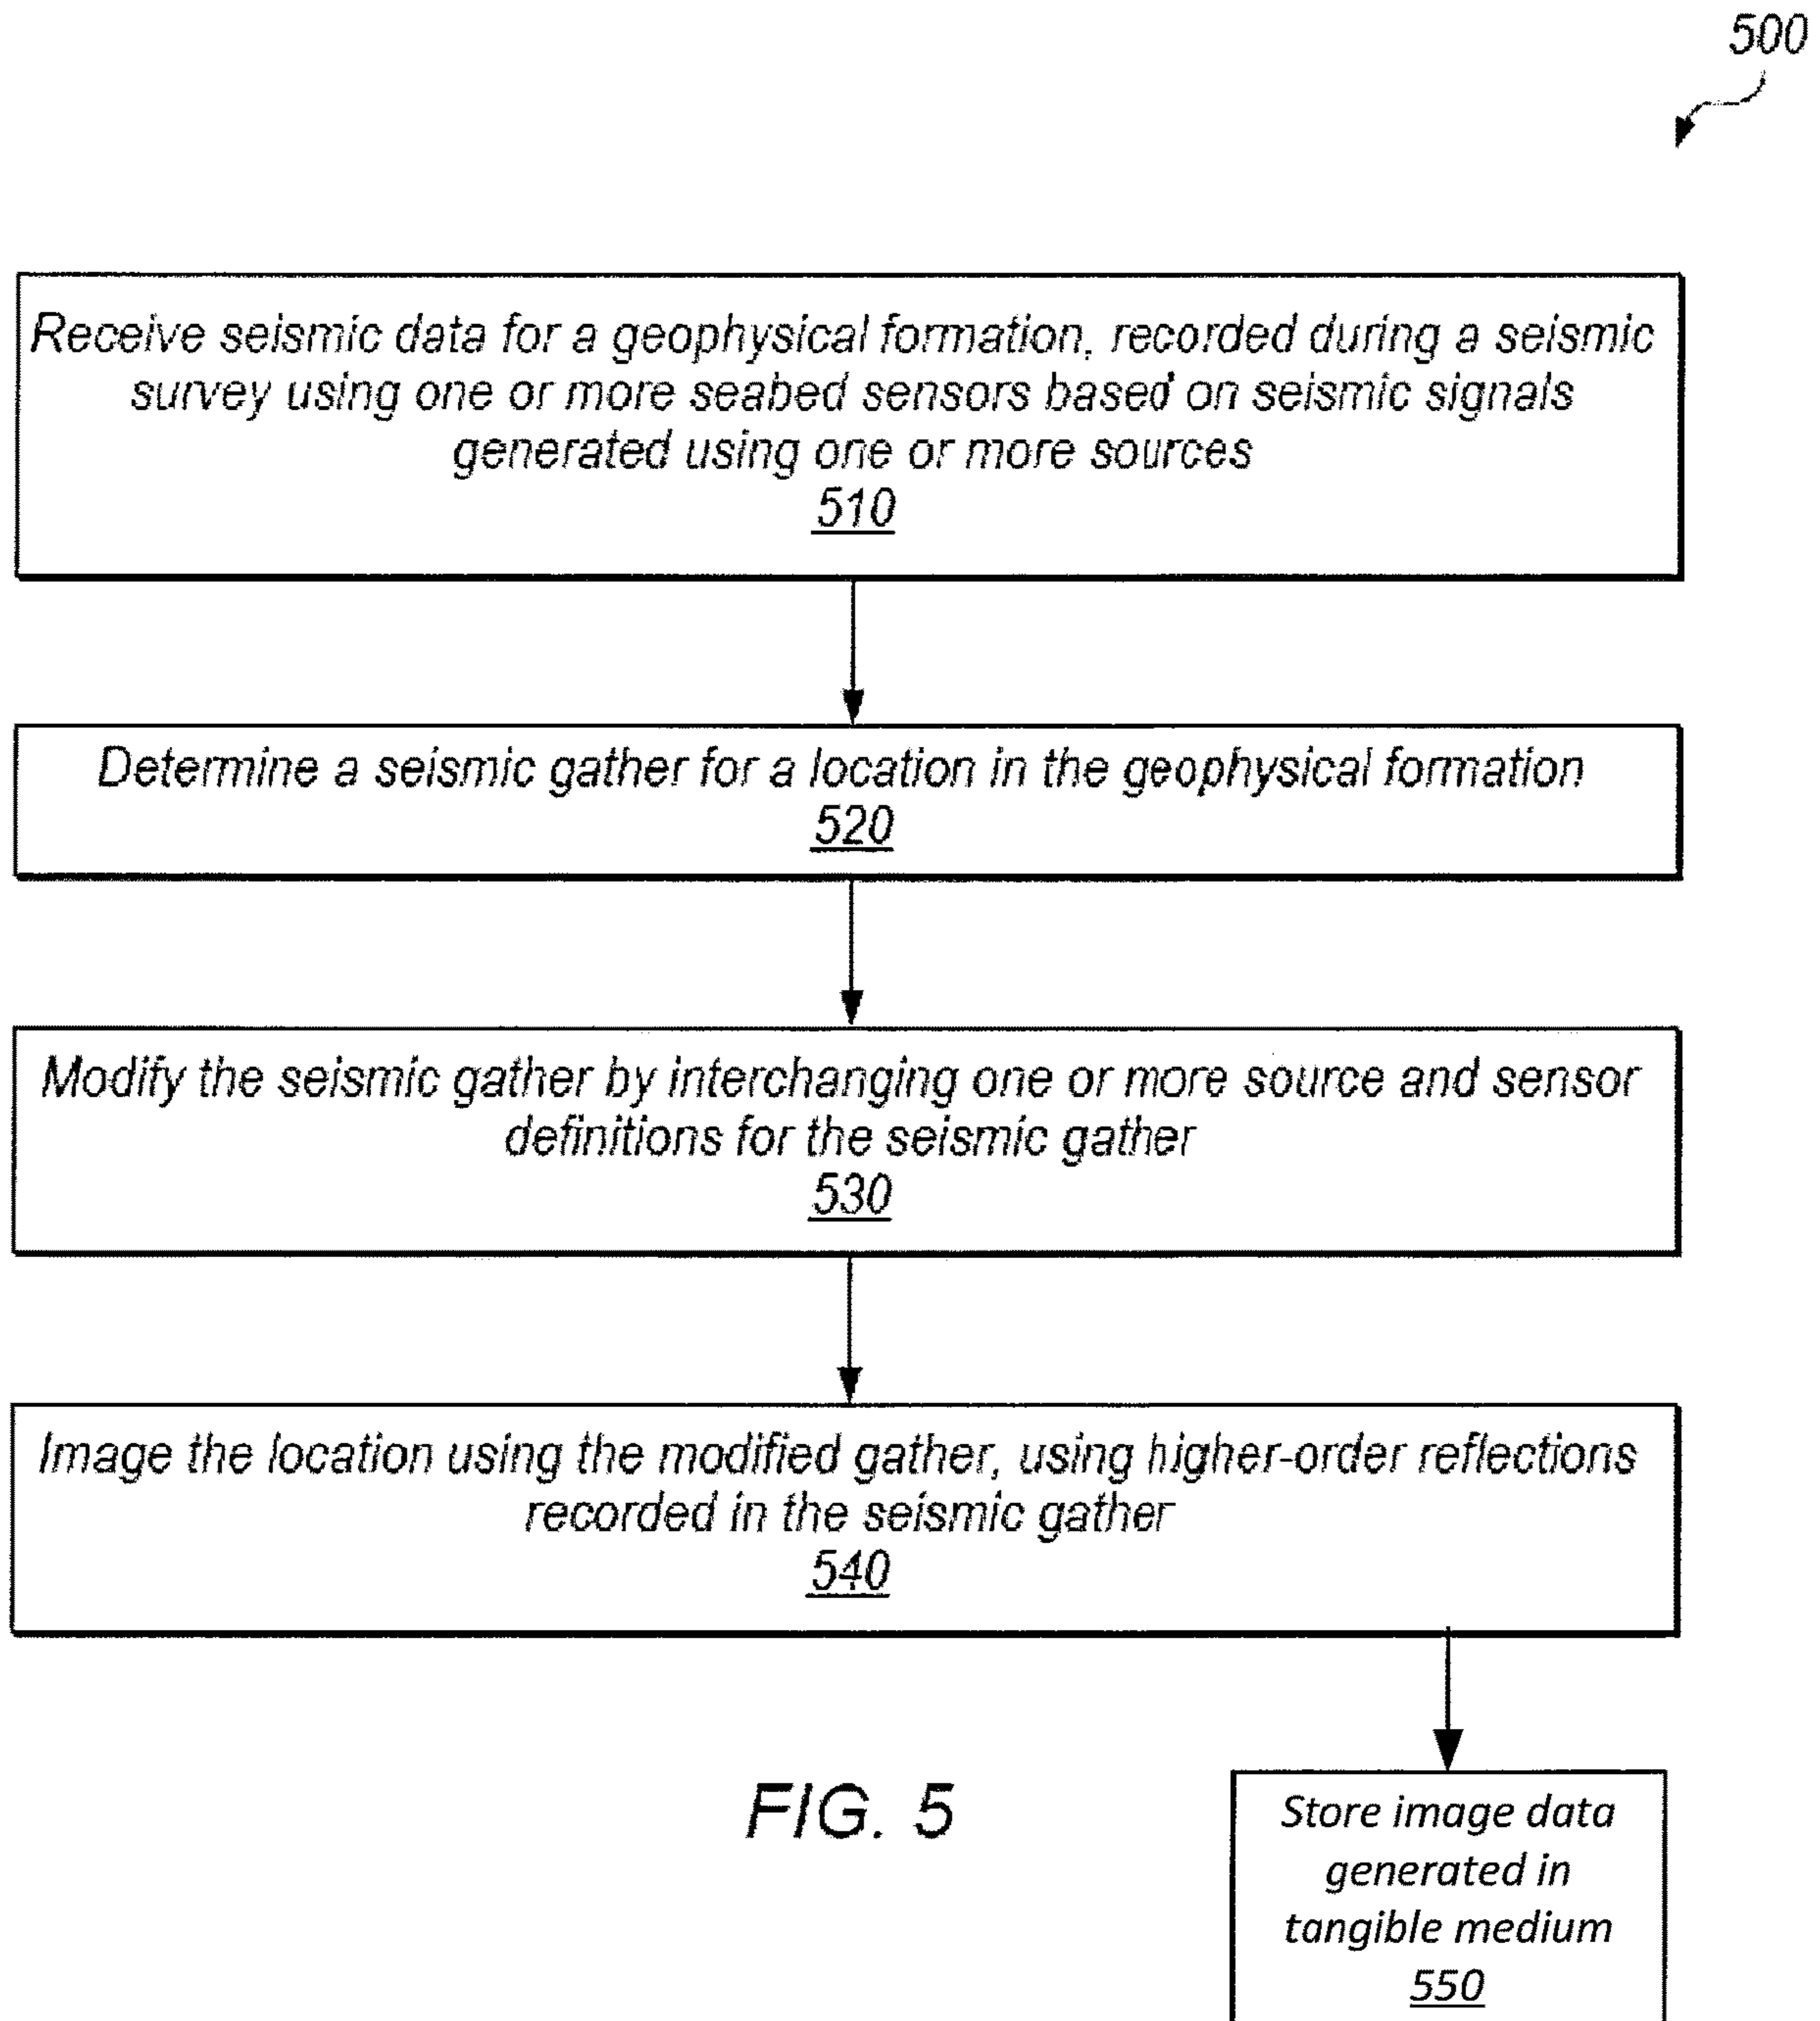 500
Receive seismic data for a geophysical formation, recorded during a seismic
survey using one or more seabed sensors based on seismic signals
generated using one or more sources
510
Determine a seismic gather for a location in the geophysical formation
520
Modify the seismic gather by interchanging one or more source and sensor
definitions for the seismic gather
530
Image the location using the modified gather, using higher-order reflections
recorded in the seismic gather
540
FIG. 5
Store image data
generated in
tangible medium
550